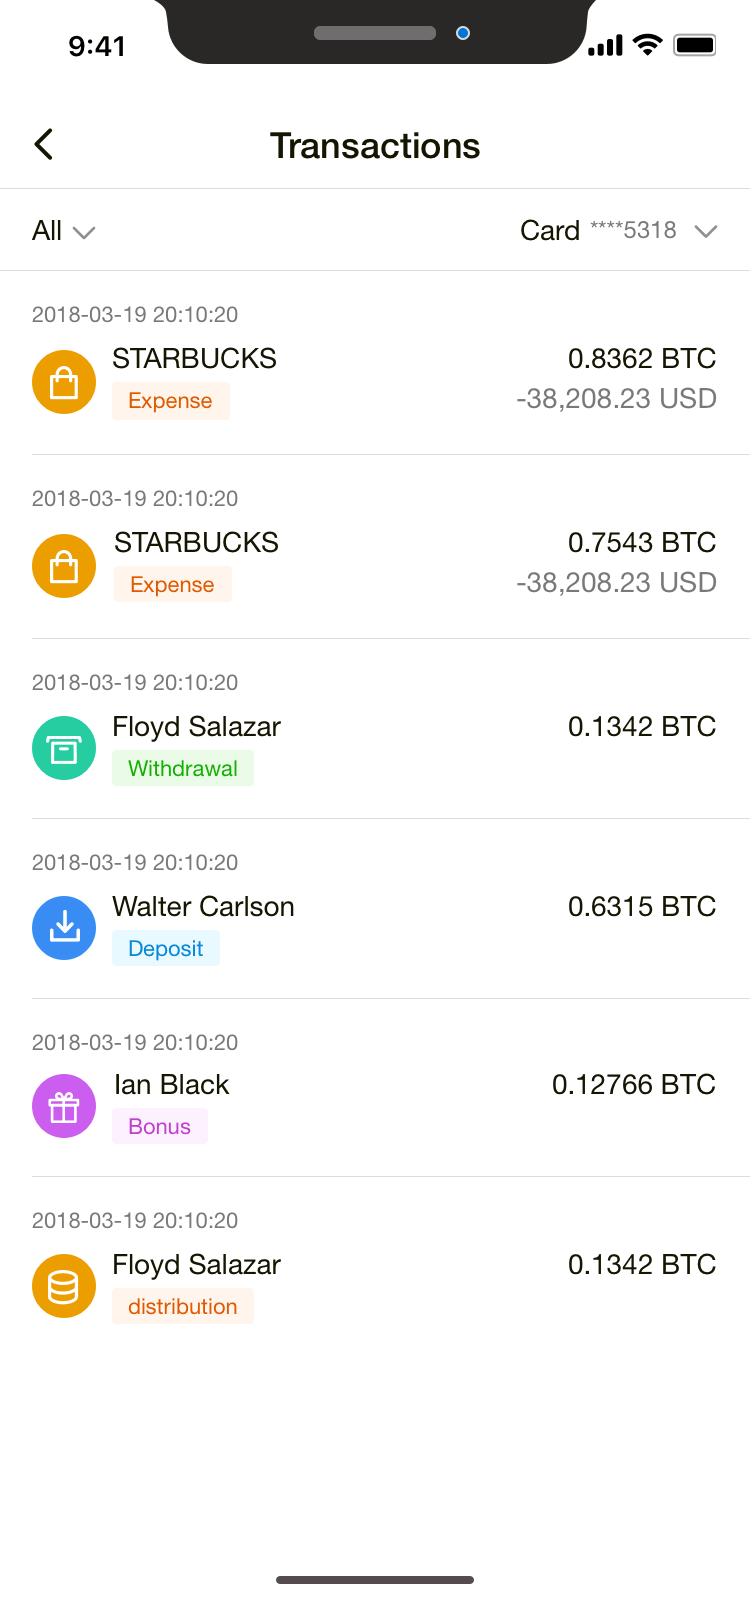 9:41
Transactions
All
Card ****5318
2018-03-19 20:10:20
STARBUCKS
0.8362 BTC
Expense
-38,208.23 USD
2018-03-19 20:10:20
STARBUCKS
0.7543 BTC
Expense
-38,208.23 USD
2018-03-19 20:10:20
Floyd Salazar
0.1342 BTC
Withdrawal
2018-03-19 20:10:20
Walter Carlson
0.6315 BTC
Deposit
2018-03-19 20:10:20
Ian Black
0.12766 BTC
Bonus
2018-03-19 20:10:20
Floyd Salazar
0.1342 BTC
distribution